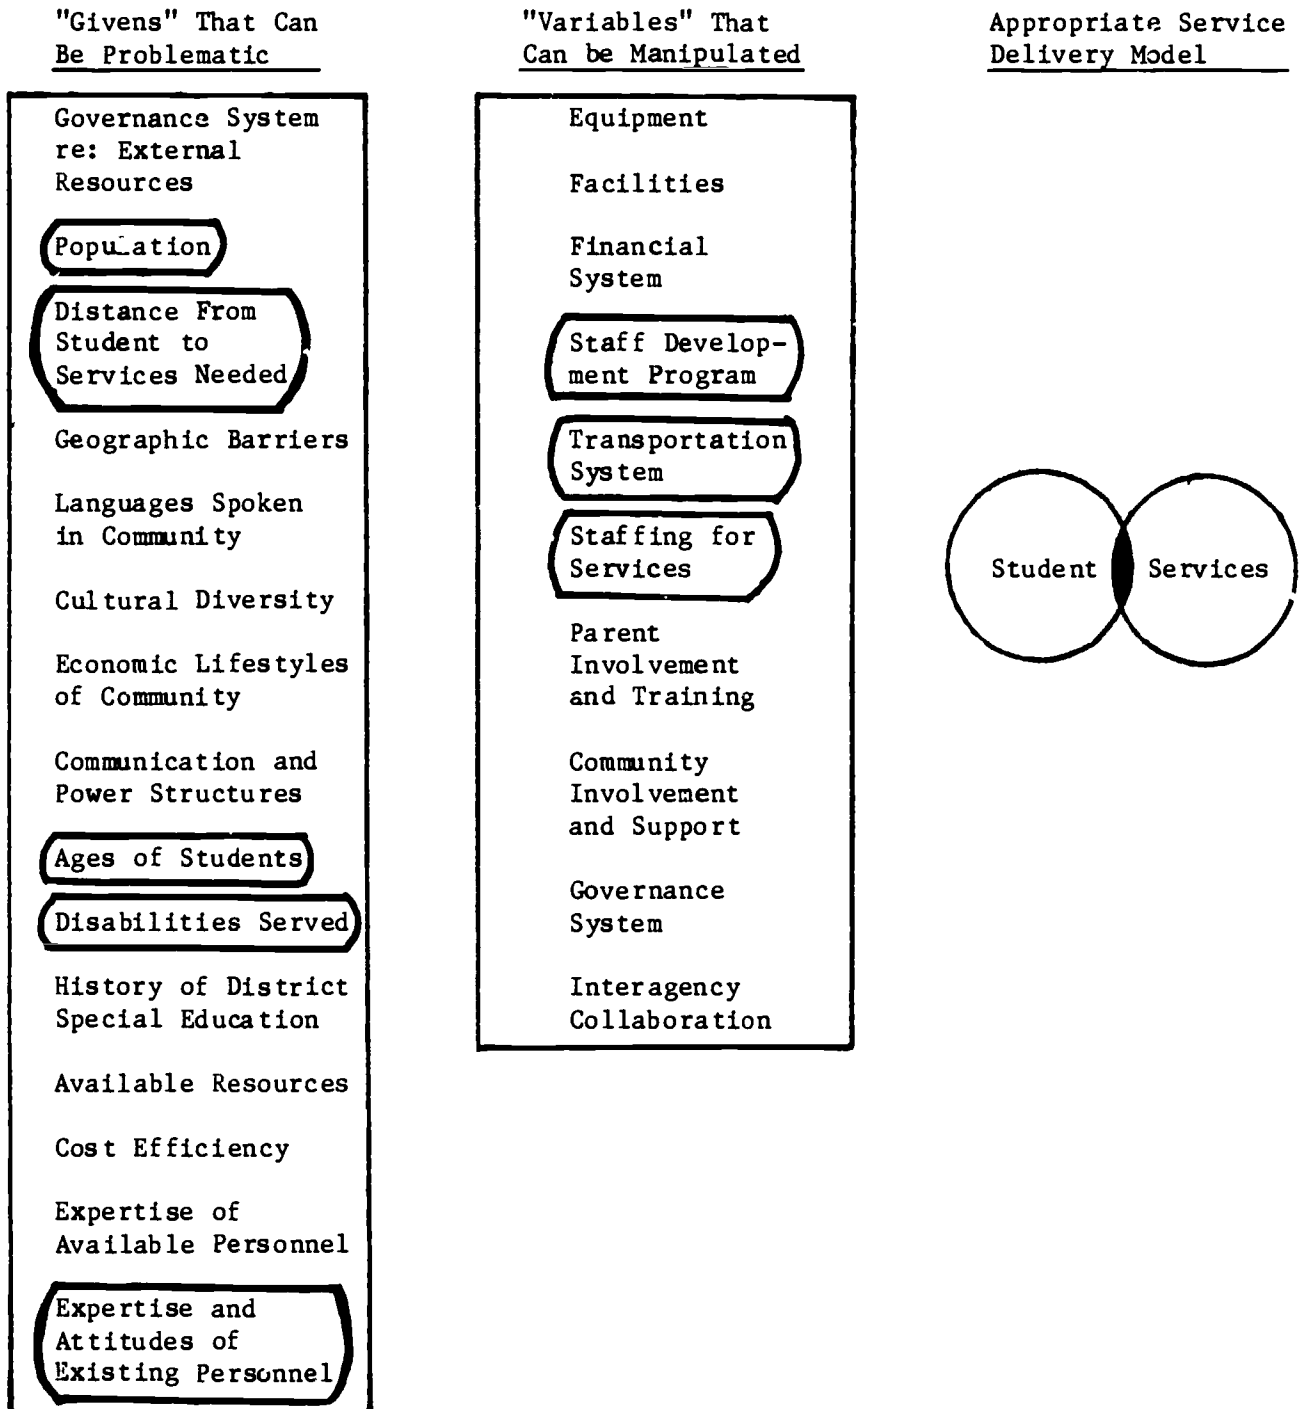 "Givens" That Can
Be Problematic
Governance System
re: External
Resources
Population
Distance From
Student to
Services Needed
Geographic Barriers
Languages Spoken
in Community
Cultural Diversity
Economic Lifestyles
of Community
Communication and
Power Structures
Ages of Students
Disabilities Served
History of District
Special Education
Available Resources
Cost Efficiency
Expertise of
Available Personnel
Expertise and
Attitudes of
Existing Personnel
"Variables" That
Can be Manipulated
Equipment
Facilities
Financial
System
Staff Develop-
ment Program
Transportation
System
Staffing for
Services
Parent
Involvement
and Training
Community
Involvement
and Support
Governance
System
Interagency
Collaboration
Appropriate Service
Delivery Model
Student
Services